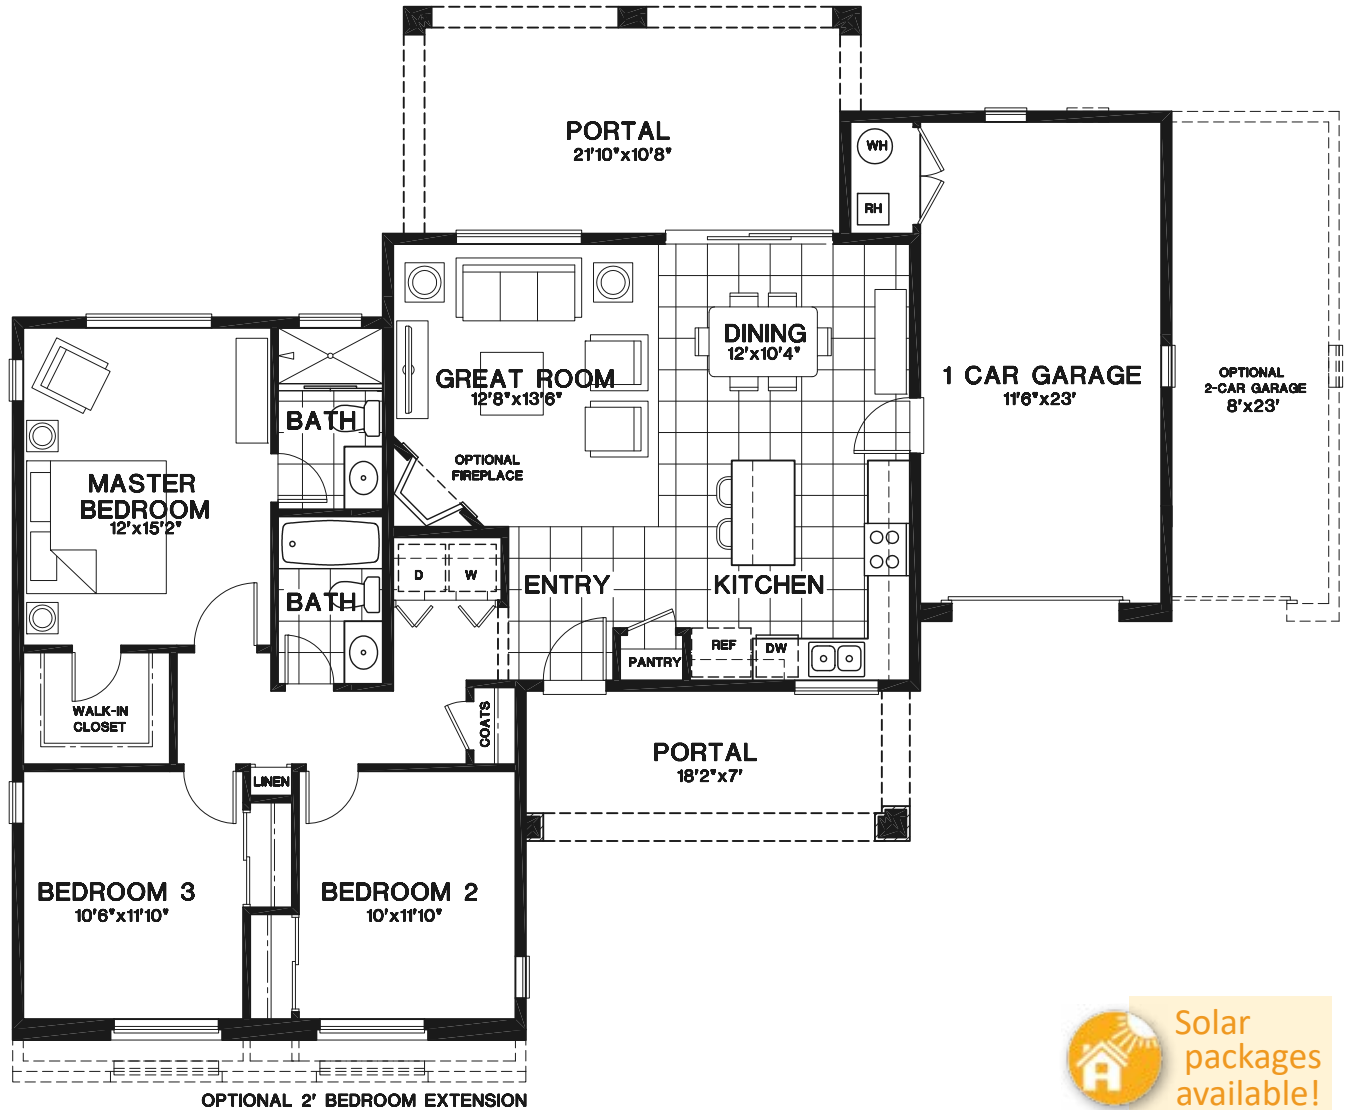 PORTAL
21'10"x10'8"
WH
RH
DINING
12'x10'4"
GREAT ROOM
12'8"x13'6"
1 CAR GARAGE
11'6"x23'
OPTIONAL
2-CAR GARAGE
8'x23'
BATH
OPTIONAL
FIREPLACE
MASTER
BEDROOM
12'x15'2"
D
W
ENTRY
KITCHEN
BATH
REF
DW
PANTRY
WALK-IN
CLOSET
COATS
PORTAL
18'2"x7'
LINEN
BEDROOM 3
10'6"x11'10"
BEDROOM 2
10'x11'10"
OPTIONAL 2' BEDROOM EXTENSION
Solar
packages
available!